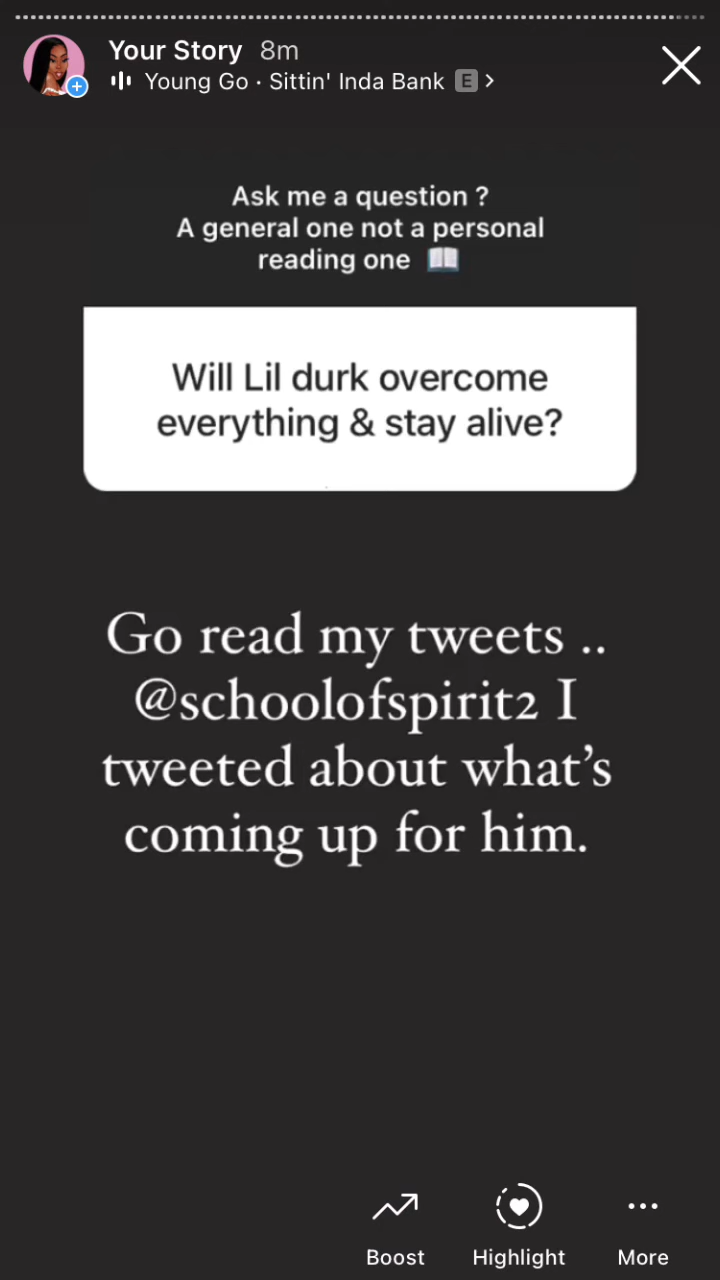 Your Story 8m
Young Go · Sittin' Inda Bank E
Ask me a question ?
A general one not a personal
reading one 📖
Will Lil durk overcome
everything & stay alive?
Go read my tweets ..
@schoolofspirit2 I
tweeted about what’s
coming up for him.
Boost Highlight More